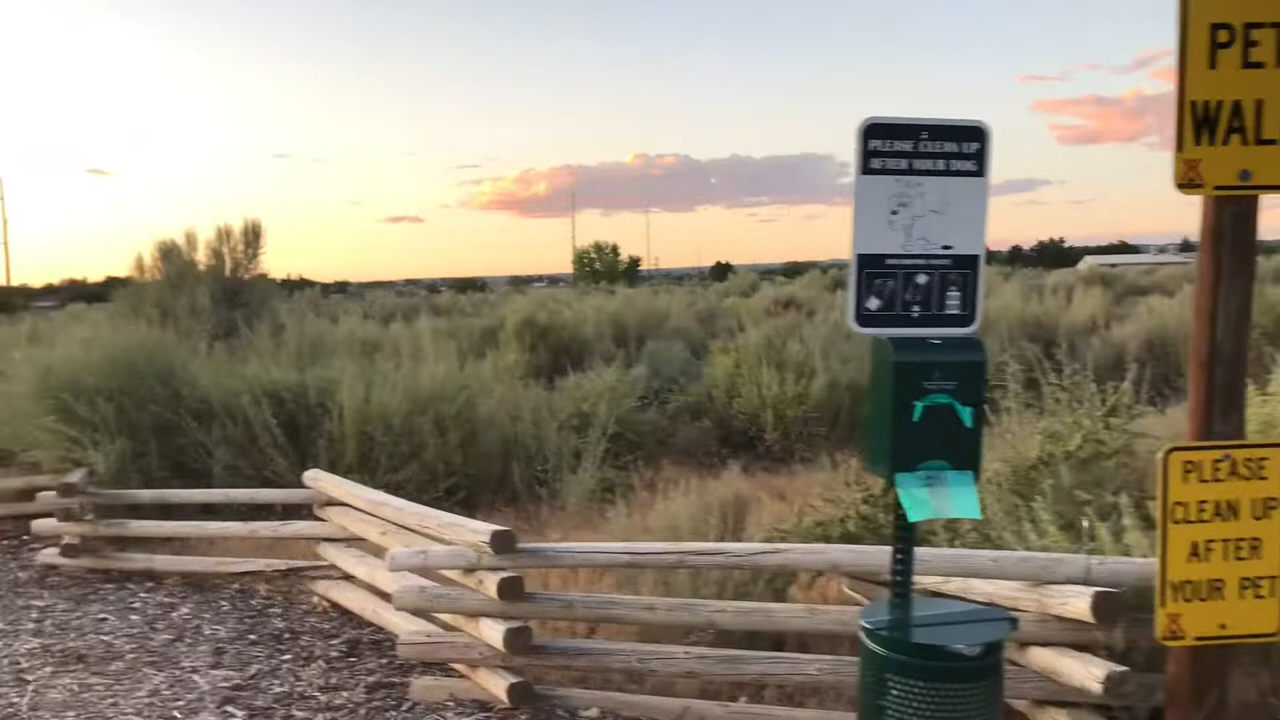 PLEASE CLEAN UP
AFTER YOUR DOG
PET
WAL
PLEASE
CLEAN UP
AFTER
YOUR PET